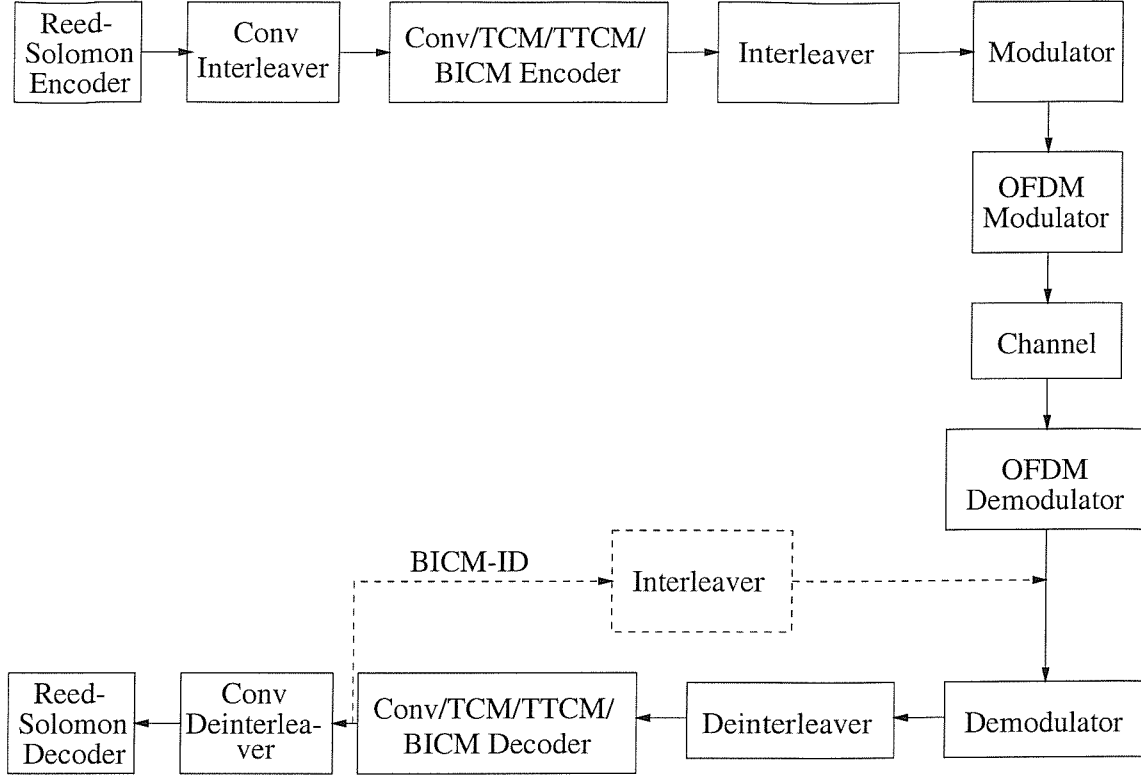 Reed-
Solomon
Encoder
Conv
Interleaver
Conv/TCM/TTCM/
BICM Encoder
Interleaver
Modulator
OFDM
Modulator
Channel
OFDM
Demodulator
BICM-ID
Interleaver
Reed-
Solomon
Decoder
Conv
Deinterlea-
ver
Conv/TCM/TTCM/
BICM Decoder
Deinterleaver
Demodulator